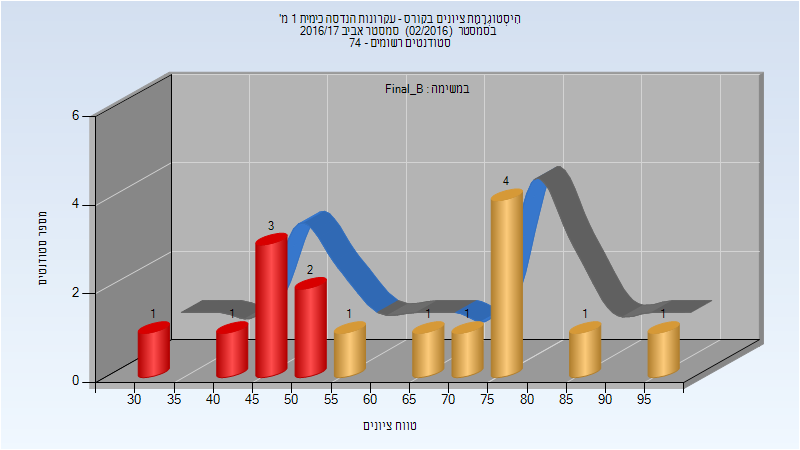 היסטוגרמת ציונים בקורס - עקרונות הנדסה כימית 1 מ'
בסמסטר (02/2016) סמסטר אביב 2016/17
סטודנטים רשומים - 74
במשימה : Final_B
מספר סטודנטים
6
4
2
0
1
1
3
2
1
1
1
4
1
1
30 35 40 45 50 55 60 65 70 75 80 85 90 95
טווח ציונים